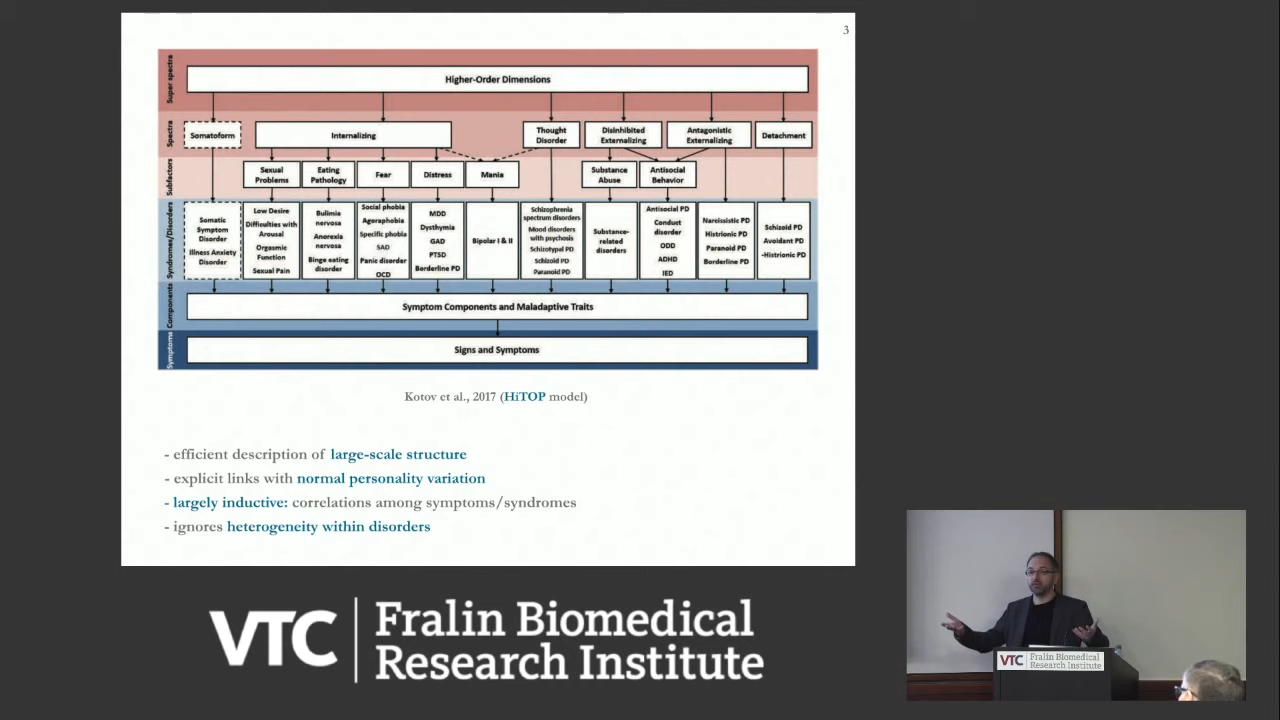 3
Super spectra
Higher-Order Dimensions
Spectra
Somatoform
Internalizing
Thought
Disorder
Disinhibited
Externalizing
Antagonistic
Externalizing
Detachment
Subfactors
Sexual
Problems
Eating
Pathology
Fear
Distress
Mania
Substance
Abuse
Antisocial
Behavior
Syndromes/Disorders
Somatic
Symptom
Disorder
Illness Anxiety
Disorder
Low Desire
Difficulties with
Arousal
Orgasmic
Function
Sexual Pain
Bulimia
nervosa
Anorexia
nervosa
Binge eating
disorder
Social phobia
Agoraphobia
Specific phobia
SAD
Panic disorder
OCD
MDD
Dysthymia
GAD
PTSD
Borderline PD
Bipolar I & II
Schizophrenia
spectrum disorders
Mood disorders
with psychosis
Schizotypal PD
Schizoid PD
Paranoid PD
Substance-
related
disorders
Antisocial PD
Conduct
disorder
ODD
ADHD
IED
Narcissistic PD
Histrionic PD
Paranoid PD
Borderline PD
Schizoid PD
Avoidant PD
-Histrionic PD
Components
Symptom Components and Maladaptive Traits
Symptoms
Signs and Symptoms
Kotov et al., 2017 (HiTOP model)
- efficient description of large-scale structure
- explicit links with normal personality variation
- largely inductive: correlations among symptoms/syndromes
- ignores heterogeneity within disorders
VTC
Fralin Biomedical
Research Institute
VTC
Fralin Biomedical
Research Institute